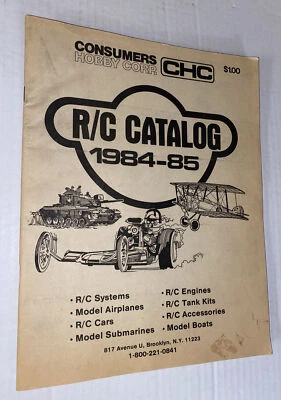 CONSUMERS
HOBBY CORP. CHC $1.00
R/C CATALOG
1984-85
• R/C Systems
• Model Airplanes
• R/C Cars
• Model Submarines
• R/C Engines
• R/C Tank Kits
• R/C Accessories
• Model Boats
817 Avenue U, Brooklyn, N.Y. 11223
1-800-221-0841